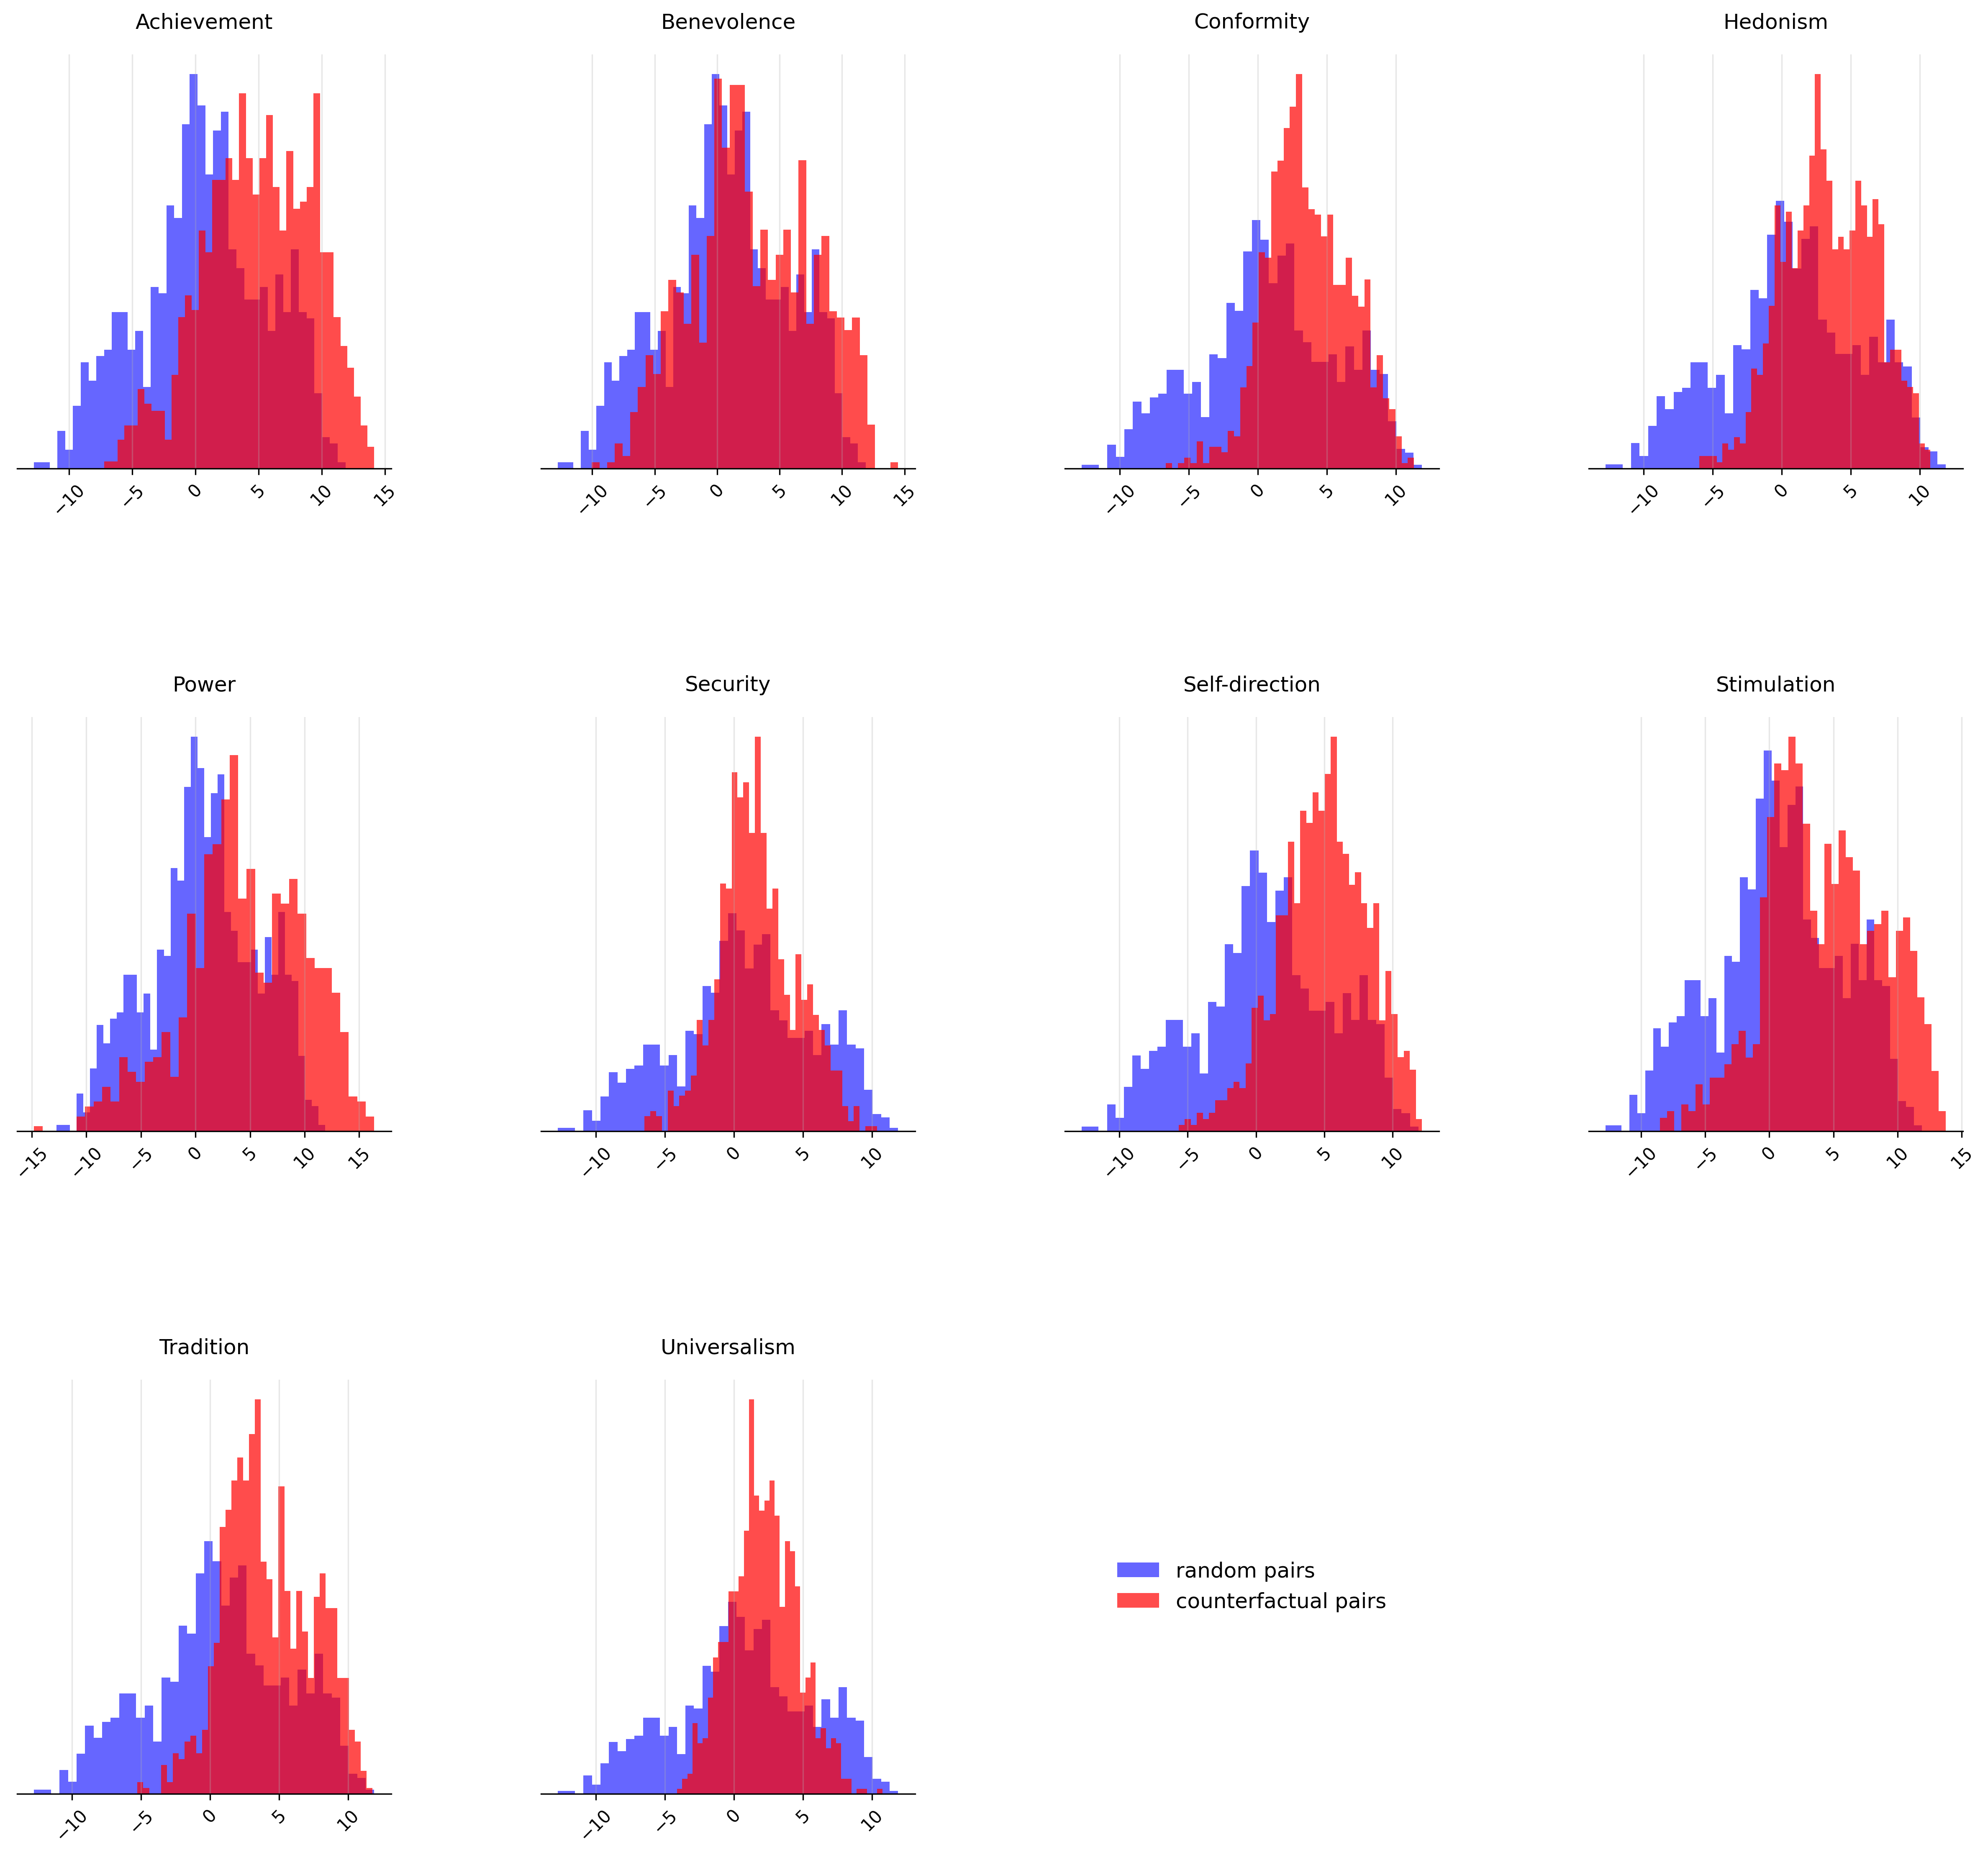 Achievement Benevolence Conformity Hedonism
−10 −5 0 5 10 15 −10 −5 0 5 10 15 −10 −5 0 5 10 −10 −5 0 5 10
Power Security Self-direction Stimulation
−15 −10 −5 0 5 10 15 −10 −5 0 5 10 −10 −5 0 5 10 −10 −5 0 5 10 15
Tradition Universalism
random pairs
counterfactual pairs
−10 −5 0 5 10 −10 −5 0 5 10